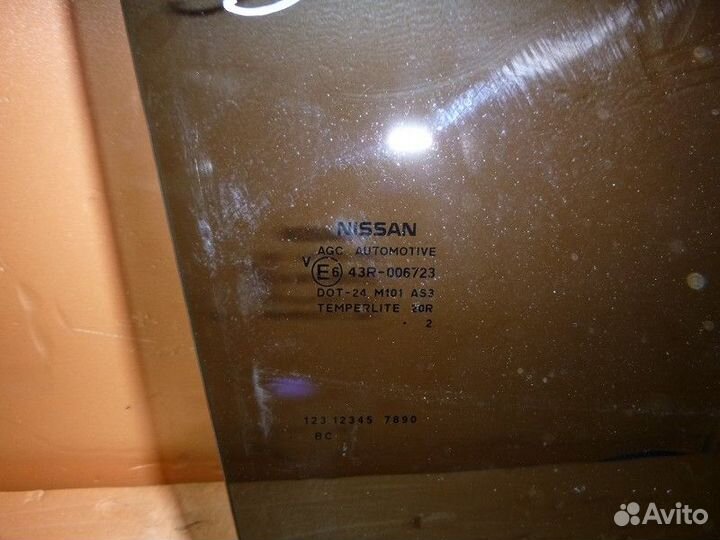 NISSAN
AGC AUTOMOTIVE
V E6 43R-006723
DOT-24 M101 AS3
TEMPERLITE 20R
. 2
123 12345 7890
BC
Avito